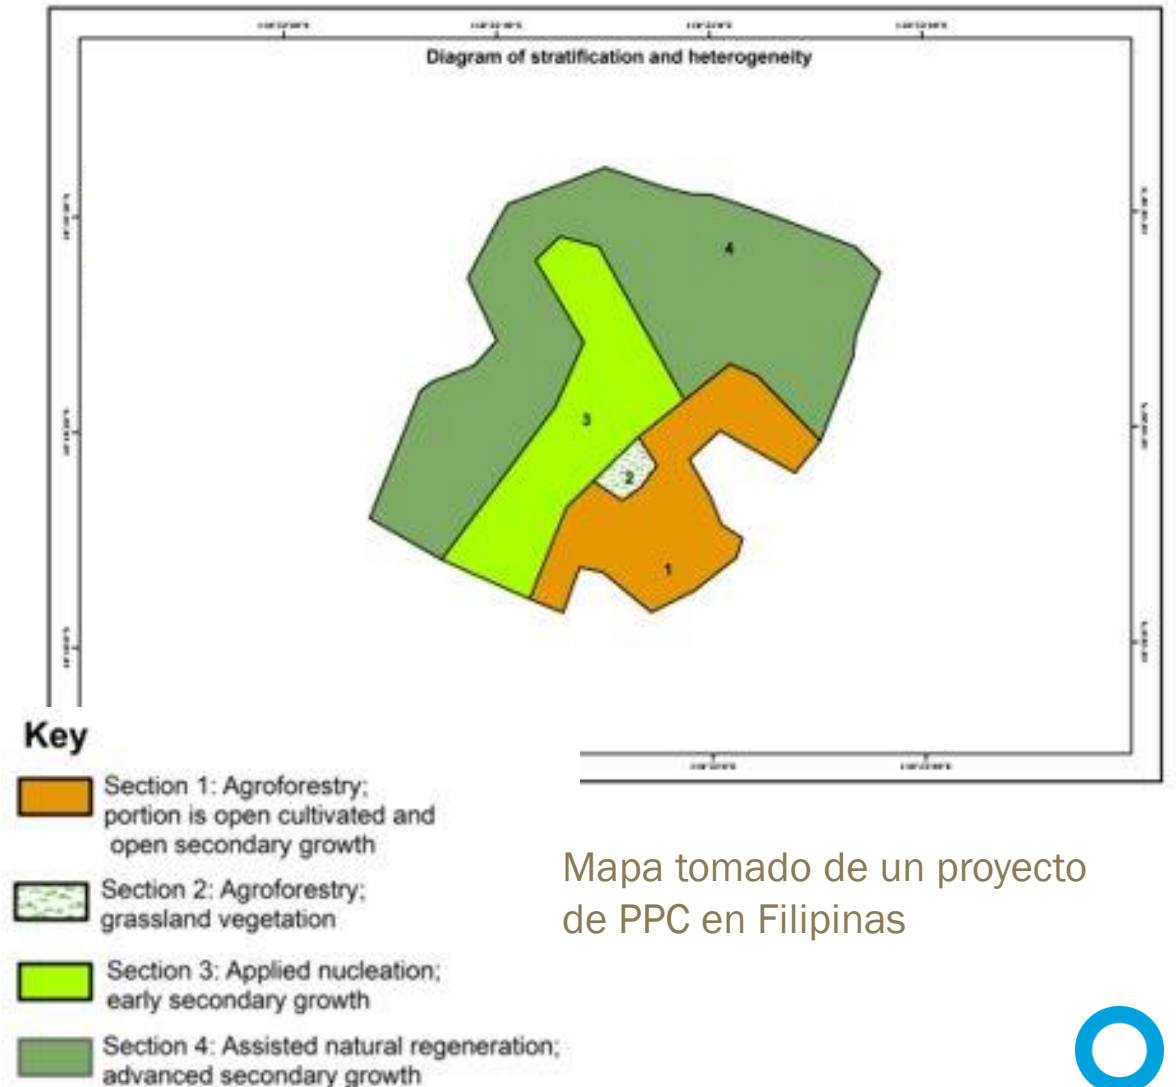 Diagram of stratification and heterogeneity
4
3
2
1
Key
Section 1: Agroforestry;
portion is open cultivated and
open secondary growth
Section 2: Agroforestry;
grassland vegetation
Section 3: Applied nucleation;
early secondary growth
Section 4: Assisted natural regeneration;
advanced secondary growth
Mapa tomado de un proyecto
de PPC en Filipinas